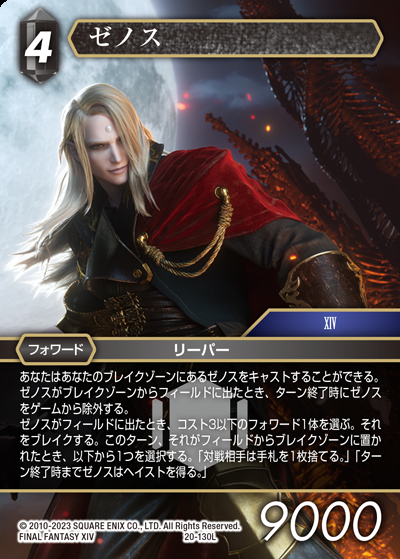 4
ゼノス
XIV
フォワード
リーパー
あなたはあなたのブレイクゾーンにあるゼノスをキャストすることができる。
ゼノスがブレイクゾーンからフィールドに出たとき、ターン終了時にゼノス
をゲームから除外する。
ゼノスがフィールドに出たとき、コスト3以下のフォワード1体を選ぶ。それ
をブレイクする。このターン、それがフィールドからブレイクゾーンに置か
れたとき、以下から1つを選択する。「対戦相手は手札を1枚捨てる。」「ター
ン終了時までゼノスはヘイストを得る。」
© 2010-2023 SQUARE ENIX CO., LTD. All Rights Reserved.
FINAL FANTASY XIV
20-130L
9000